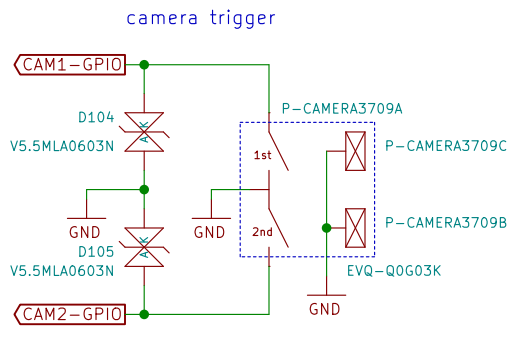 camera trigger
CAM1-GPIO
P-CAMERA3709A
D104
V5.5MLA0603N
A K
1st
P-CAMERA3709C
GND
GND
2nd
P-CAMERA3709B
D105
V5.5MLA0603N
A K
EVQ-Q0G03K
GND
CAM2-GPIO